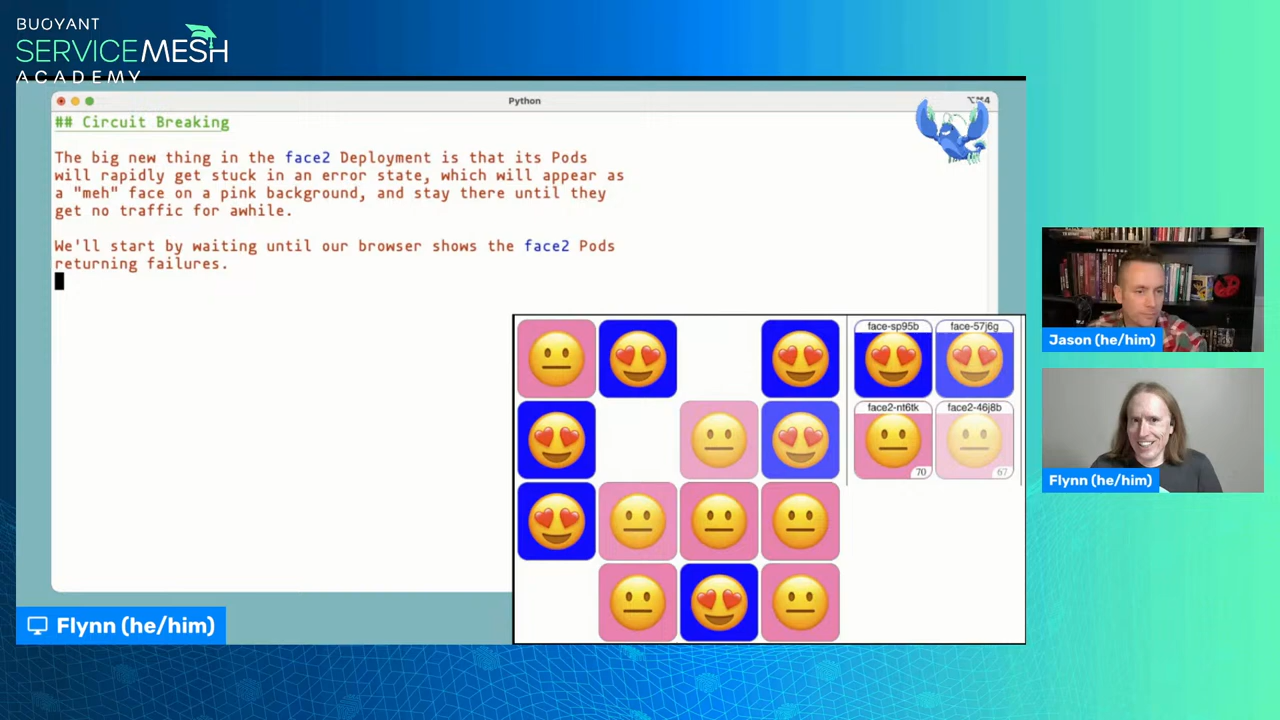 BUOYANT
SERVICEMESH
ACADEMY
Python
⌥⌘4
## Circuit Breaking
The big new thing in the face2 Deployment is that its Pods
will rapidly get stuck in an error state, which will appear as
a "meh" face on a pink background, and stay there until they
get no traffic for awhile.
We'll start by waiting until our browser shows the face2 Pods
returning failures.
face-sp95b
face-57j6g
face2-nt6tk
face2-46j8b
70
67
Jason (he/him)
Flynn (he/him)
Flynn (he/him)